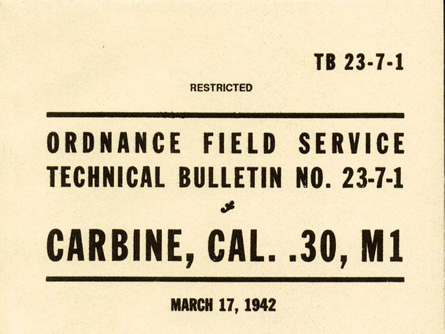 TB 23-7-1
RESTRICTED
ORDNANCE FIELD SERVICE
TECHNICAL BULLETIN NO. 23-7-1
CARBINE, CAL. .30, M1
MARCH 17, 1942